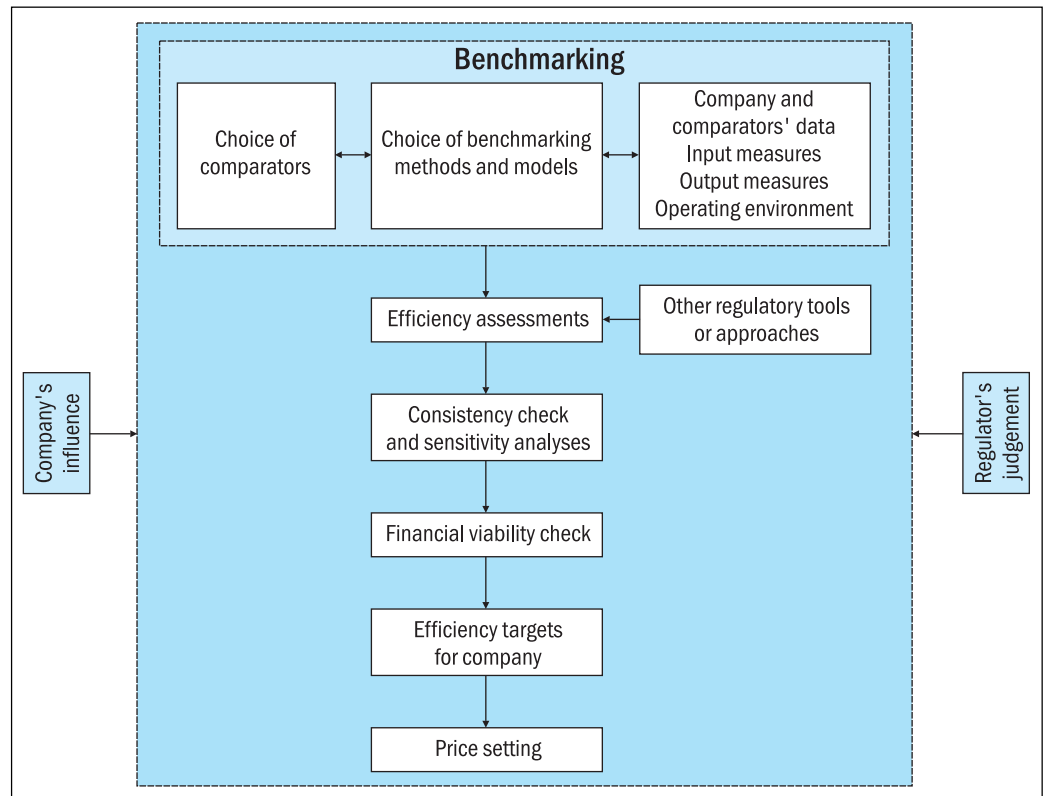 Benchmarking
Choice of
comparators
Choice of benchmarking
methods and models
Company and
comparators' data
Input measures
Output measures
Operating environment
Efficiency assessments
Other regulatory tools
or approaches
Company's
influence
Consistency check
and sensitivity analyses
Regulator's
judgement
Financial viability check
Efficiency targets
for company
Price setting